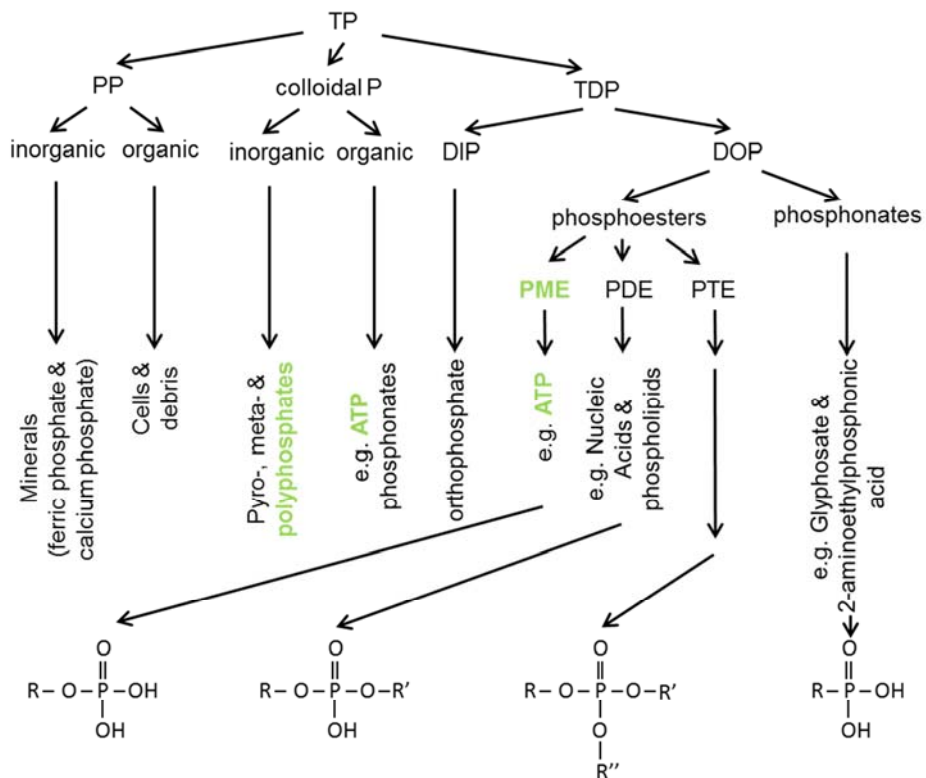 TP
PP
colloidal P
TDP
inorganic
organic
inorganic
organic
DIP
DOP
phosphoesters
phosphonates
PME
PDE
PTE
Minerals
(ferric phosphate &
calcium phosphate)
Cells &
debris
Pyro-, meta- &
polyphosphates
e.g. ATP
phosphonates
orthophosphate
e.g. ATP
e.g. Nucleic
Acids &
phospholipids
e.g. Glyphosate &
2-aminoethylphosphonic
acid
O
R–O–P–OH
OH
O
R–O–P–O–R'
OH
O
R–O–P–O–R'
O
R''
O
R–P–OH
OH